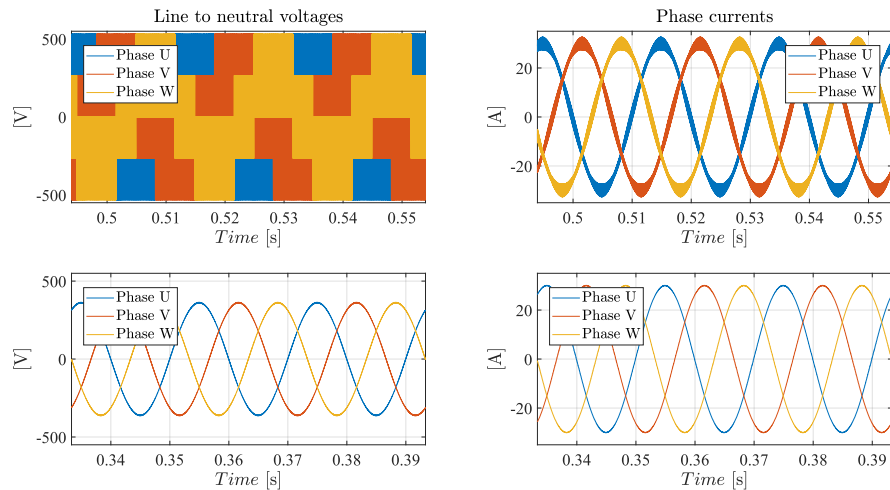 Line to neutral voltages
Phase currents
500
0
-500
[V]
Phase U
Phase V
Phase W
0.5 0.51 0.52 0.53 0.54 0.55
Time [s]
20
0
-20
[A]
Phase U
Phase V
Phase W
0.5 0.51 0.52 0.53 0.54 0.55
Time [s]
500
0
-500
[V]
Phase U
Phase V
Phase W
0.34 0.35 0.36 0.37 0.38 0.39
Time [s]
20
0
-20
[A]
Phase U
Phase V
Phase W
0.34 0.35 0.36 0.37 0.38 0.39
Time [s]